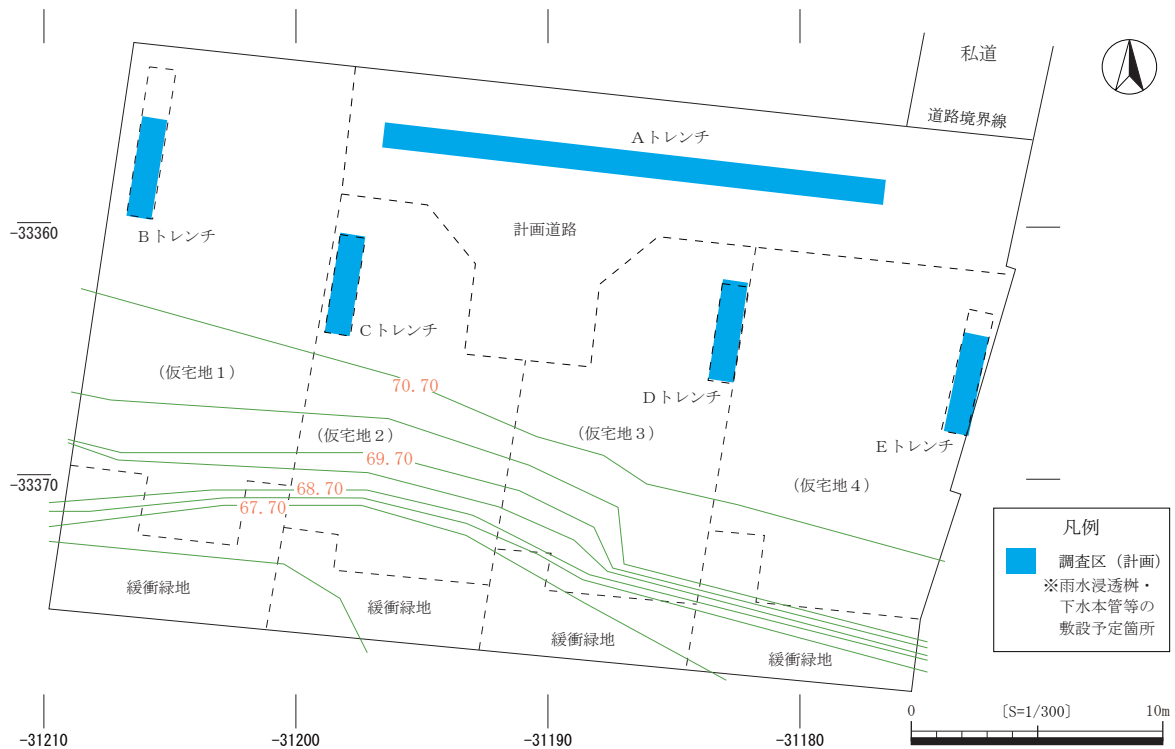 私道
道路境界線
Aトレンチ
Bトレンチ
計画道路
-33360
Cトレンチ
(仮宅地1)
70.70
Dトレンチ
(仮宅地2)
(仮宅地3)
Eトレンチ
69.70
-33370
68.70
(仮宅地4)
67.70
凡例
調査区 (計画)
※雨水浸透桝・
下水本管等の
敷設予定箇所
緩衝緑地
緩衝緑地
緩衝緑地
緩衝緑地
0
[S=1/300]
10m
-31210
-31200
-31190
-31180